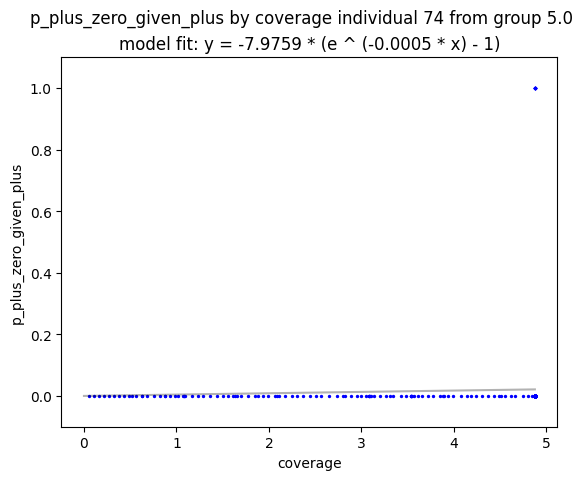 p_plus_zero_given_plus by coverage individual 74 from group 5.0
model fit: y = -7.9759 * (e ^ (-0.0005 * x) - 1)
p_plus_zero_given_plus
1.0
0.8
0.6
0.4
0.2
0.0
0 1 2 3 4 5
coverage